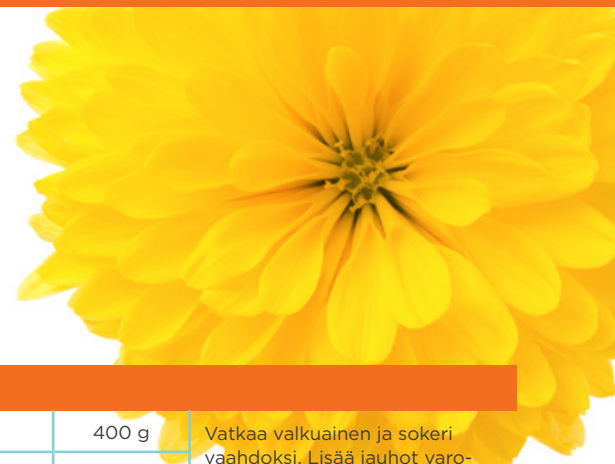 400 g
Vatkaa valkuainen ja sokeri
vaahdoksi. Lisää jauhot varo-